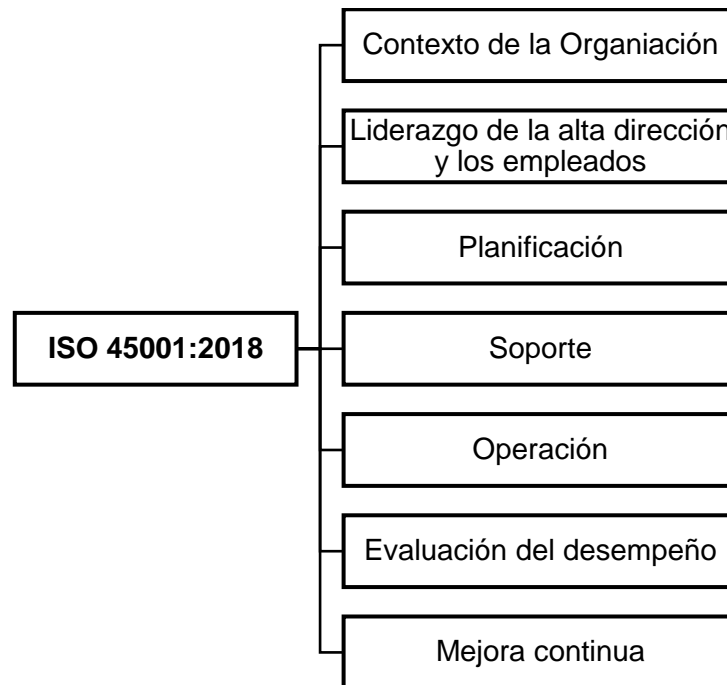 Contexto de la Organiación
Liderazgo de la alta dirección
y los empleados
Planificación
ISO 45001:2018
Soporte
Operación
Evaluación del desempeño
Mejora continua